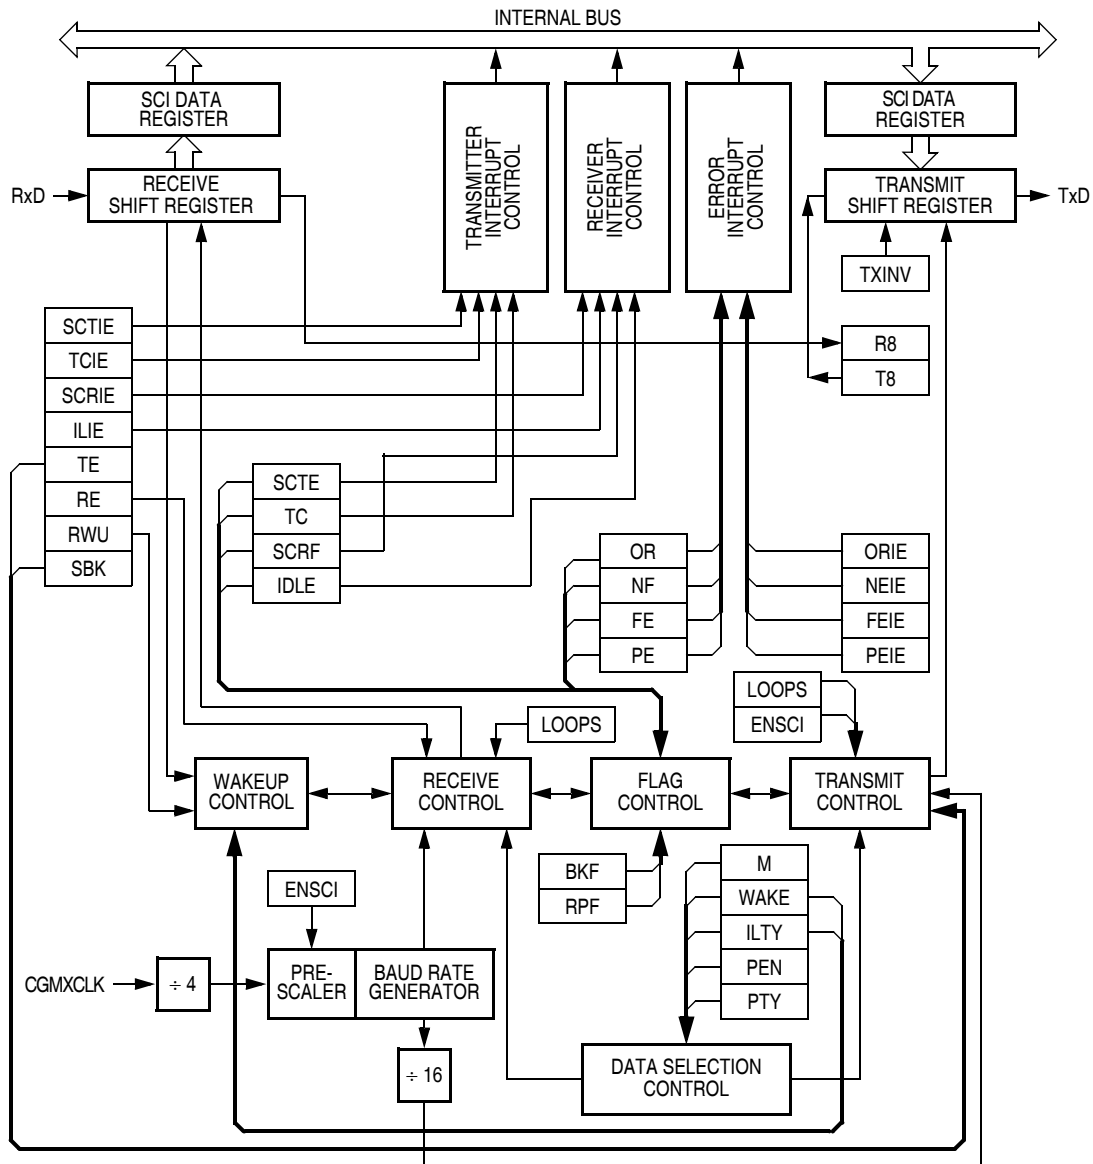 INTERNAL BUS
SCI DATA
REGISTER
SCI DATA
REGISTER
TRANSMITTER
INTERRUPT
CONTROL
RECEIVER
INTERRUPT
CONTROL
ERROR
INTERRUPT
CONTROL
RxD
RECEIVE
SHIFT REGISTER
TRANSMIT
SHIFT REGISTER
TxD
TXINV
SCTIE
TCIE
SCRIE
ILIE
TE
RE
RWU
SBK
R8
T8
SCTE
TC
SCRF
IDLE
OR
NF
FE
PE
ORIE
NEIE
FEIE
PEIE
LOOPS
LOOPS
ENSCI
WAKEUP
CONTROL
RECEIVE
CONTROL
FLAG
CONTROL
TRANSMIT
CONTROL
BKF
RPF
M
WAKE
ILTY
PEN
PTY
ENSCI
CGMXCLK
÷ 4
PRE-
SCALER
BAUD RATE
GENERATOR
÷ 16
DATA SELECTION
CONTROL